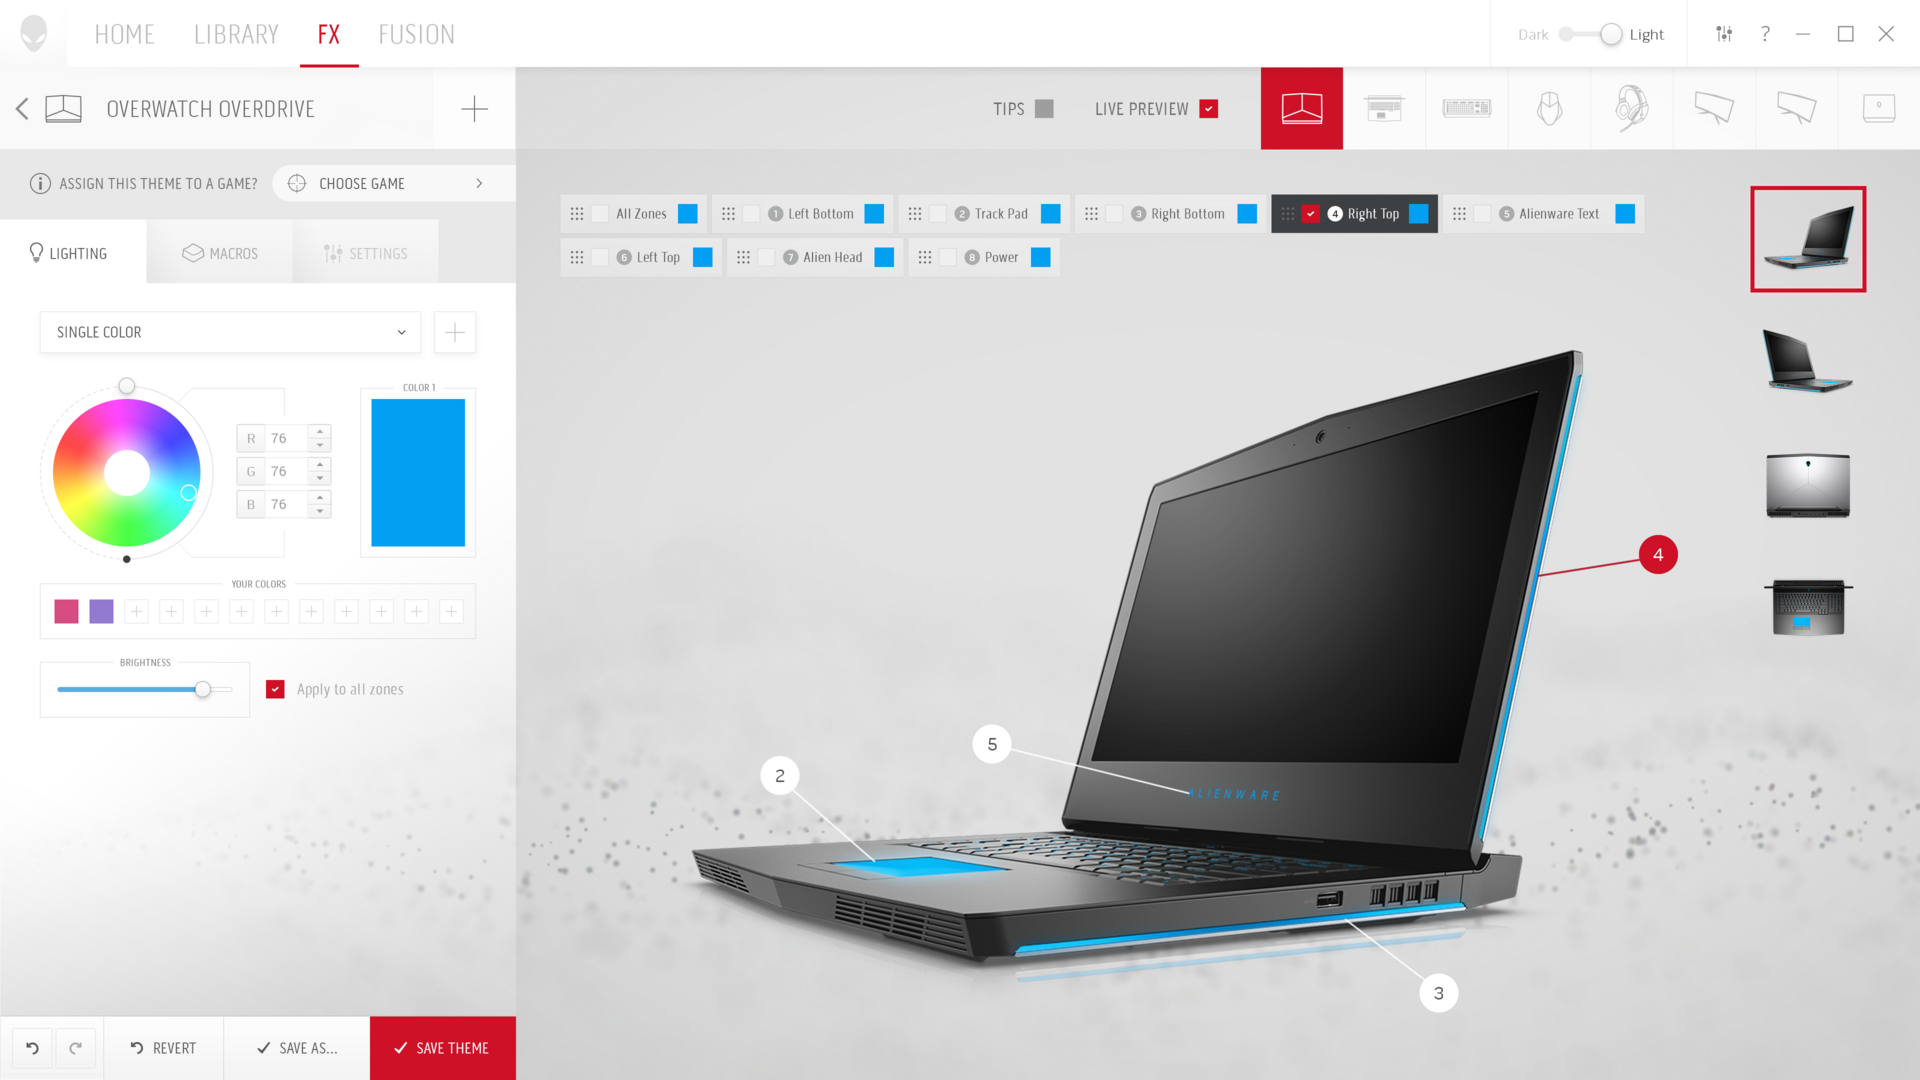 HOME LIBRARY FX FUSION
Dark Light ?
OVERWATCH OVERDRIVE
TIPS LIVE PREVIEW
ASSIGN THIS THEME TO A GAME? CHOOSE GAME
All Zones 1 Left Bottom 2 Track Pad 3 Right Bottom 4 Right Top 5 Alienware Text
6 Left Top 7 Alien Head 8 Power
LIGHTING MACROS SETTINGS
SINGLE COLOR
COLOR 1
R 76
G 76
B 76
YOUR COLORS
BRIGHTNESS
Apply to all zones
4
5
2
ALIENWARE
3
REVERT SAVE AS... SAVE THEME